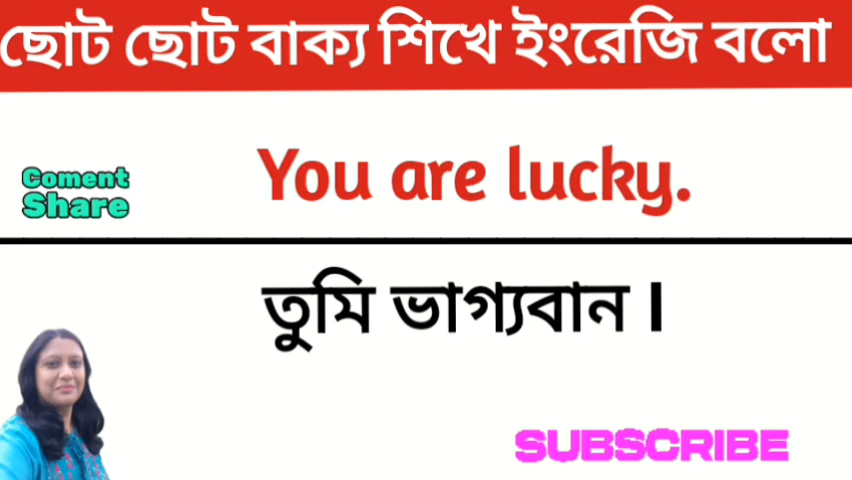 ছোট ছোট বাক্য শিখে ইংরেজি বলো
You are lucky.
Coment
Share
তুমি ভাগ্যবান।
SUBSCRIBE